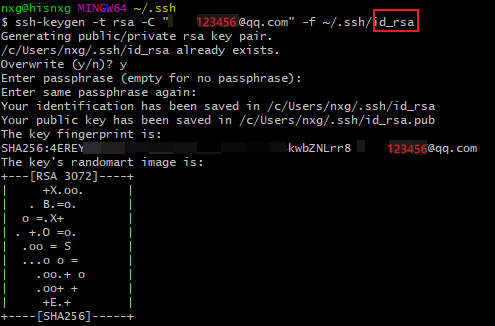 nxg@hisnxg MINGW64 ~/.ssh
$ ssh-keygen -t rsa -C "123456@qq.com" -f ~/.ssh/id_rsa
Generating public/private rsa key pair.
/c/Users/nxg/.ssh/id_rsa already exists.
Overwrite (y/n)? y
Enter passphrase (empty for no passphrase):
Enter same passphrase again:
Your identification has been saved in /c/Users/nxg/.ssh/id_rsa
Your public key has been saved in /c/Users/nxg/.ssh/id_rsa.pub
The key fingerprint is:
SHA256:4EREY kwbZNLrr8 123456@qq.com
The key's randomart image is:
+---[RSA 3072]----+
|     +X.oo.      |
|   . B.=o.       |
|  o =.X+         |
| . +.O =o.       |
|  .oo = S        |
|  ...o o =       |
|    .oo.+ o      |
|    .oo+ +       |
|     +E.+        |
+----[SHA256]-----+